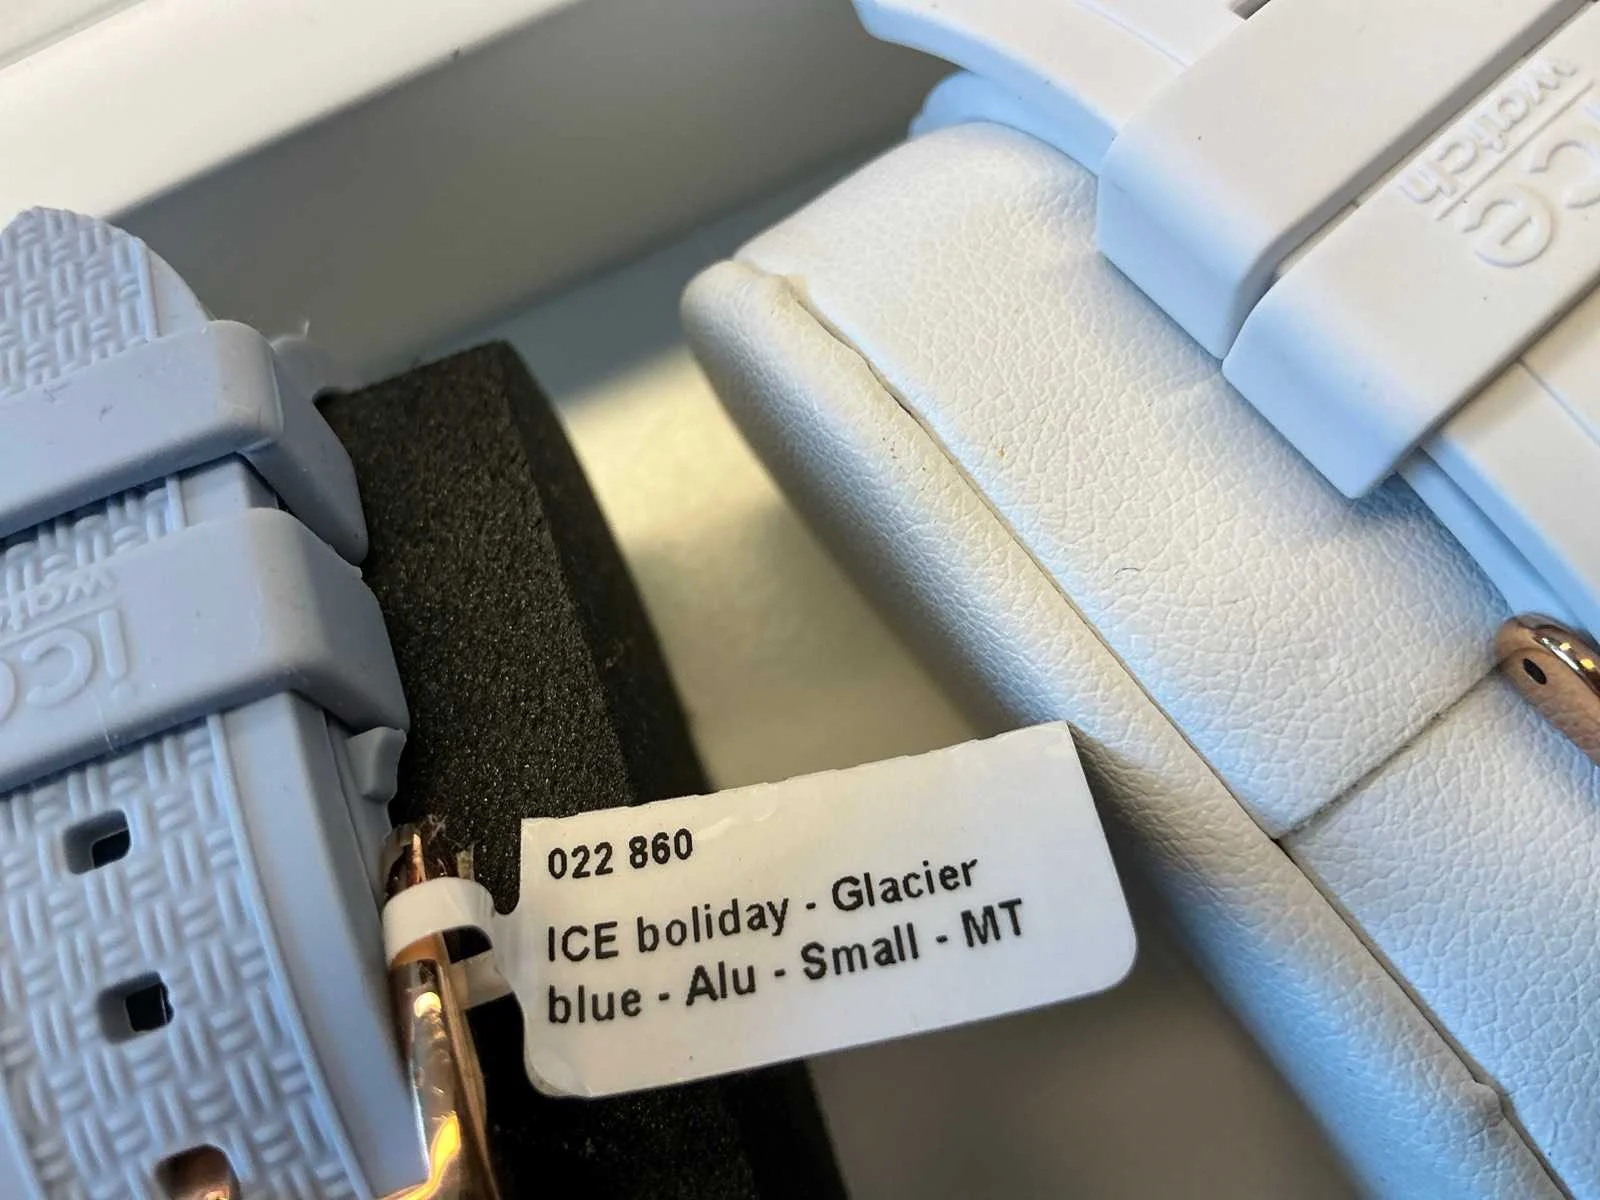 022 860
ICE boliday - Glacier
blue - Alu - Small - MT
ice
watch
ice
watch